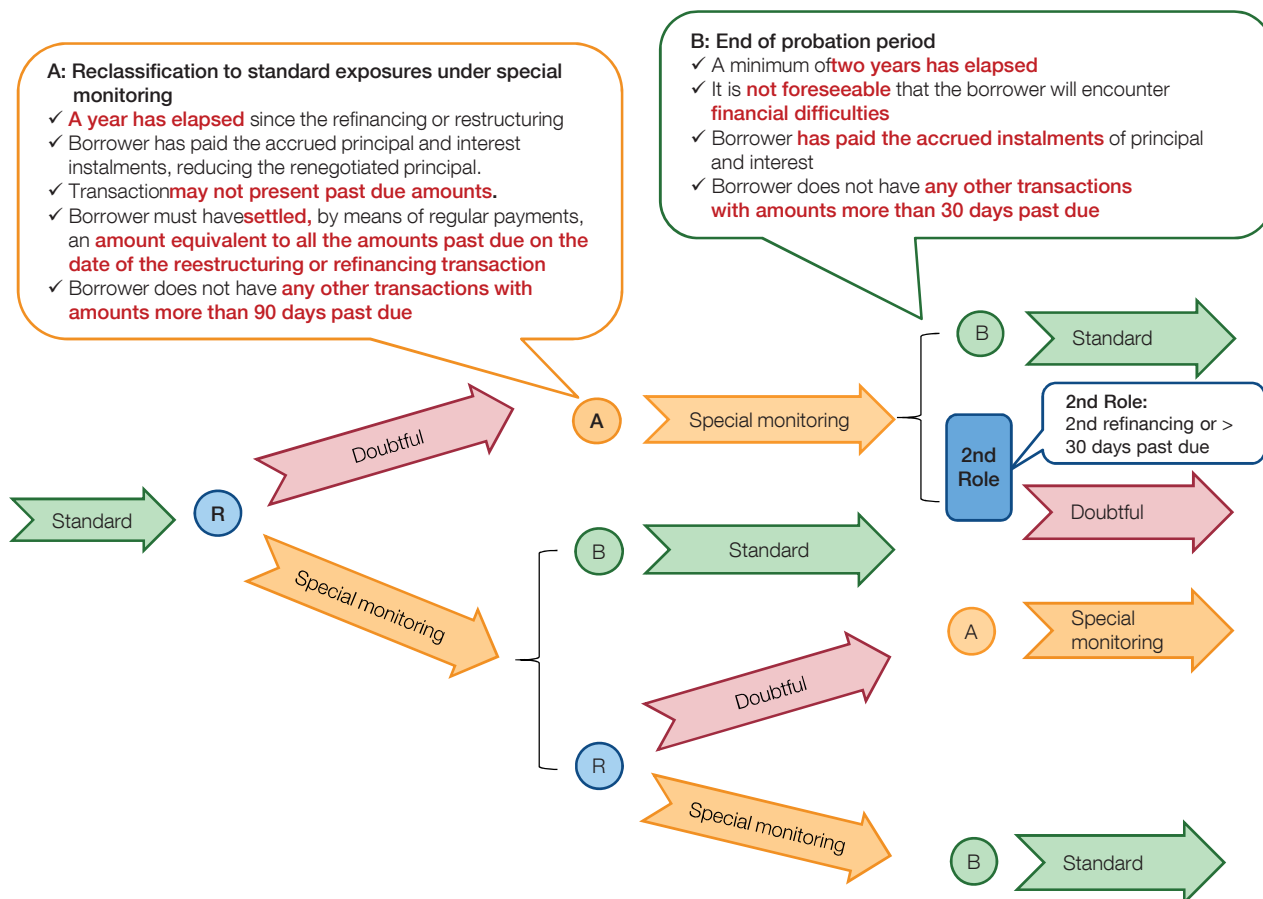 A: Reclassification to standard exposures under special
monitoring
✓ A year has elapsed since the refinancing or restructuring
✓ Borrower has paid the accrued principal and interest
instalments, reducing the renegotiated principal.
✓ Transactionmay not present past due amounts.
✓ Borrower must havesettled, by means of regular payments,
an amount equivalent to all the amounts past due on the
date of the reestructuring or refinancing transaction
✓ Borrower does not have any other transactions with
amounts more than 90 days past due
B: End of probation period
✓ A minimum oftwo years has elapsed
✓ It is not foreseeable that the borrower will encounter
financial difficulties
✓ Borrower has paid the accrued instalments of principal
and interest
✓ Borrower does not have any other transactions
with amounts more than 30 days past due
B
Standard
Doubtful
A
Special monitoring
2nd
Role
2nd Role:
2nd refinancing or >
30 days past due
Standard
R
Doubtful
Special monitoring
B
Standard
A
Special
monitoring
Doubtful
R
Special monitoring
B
Standard